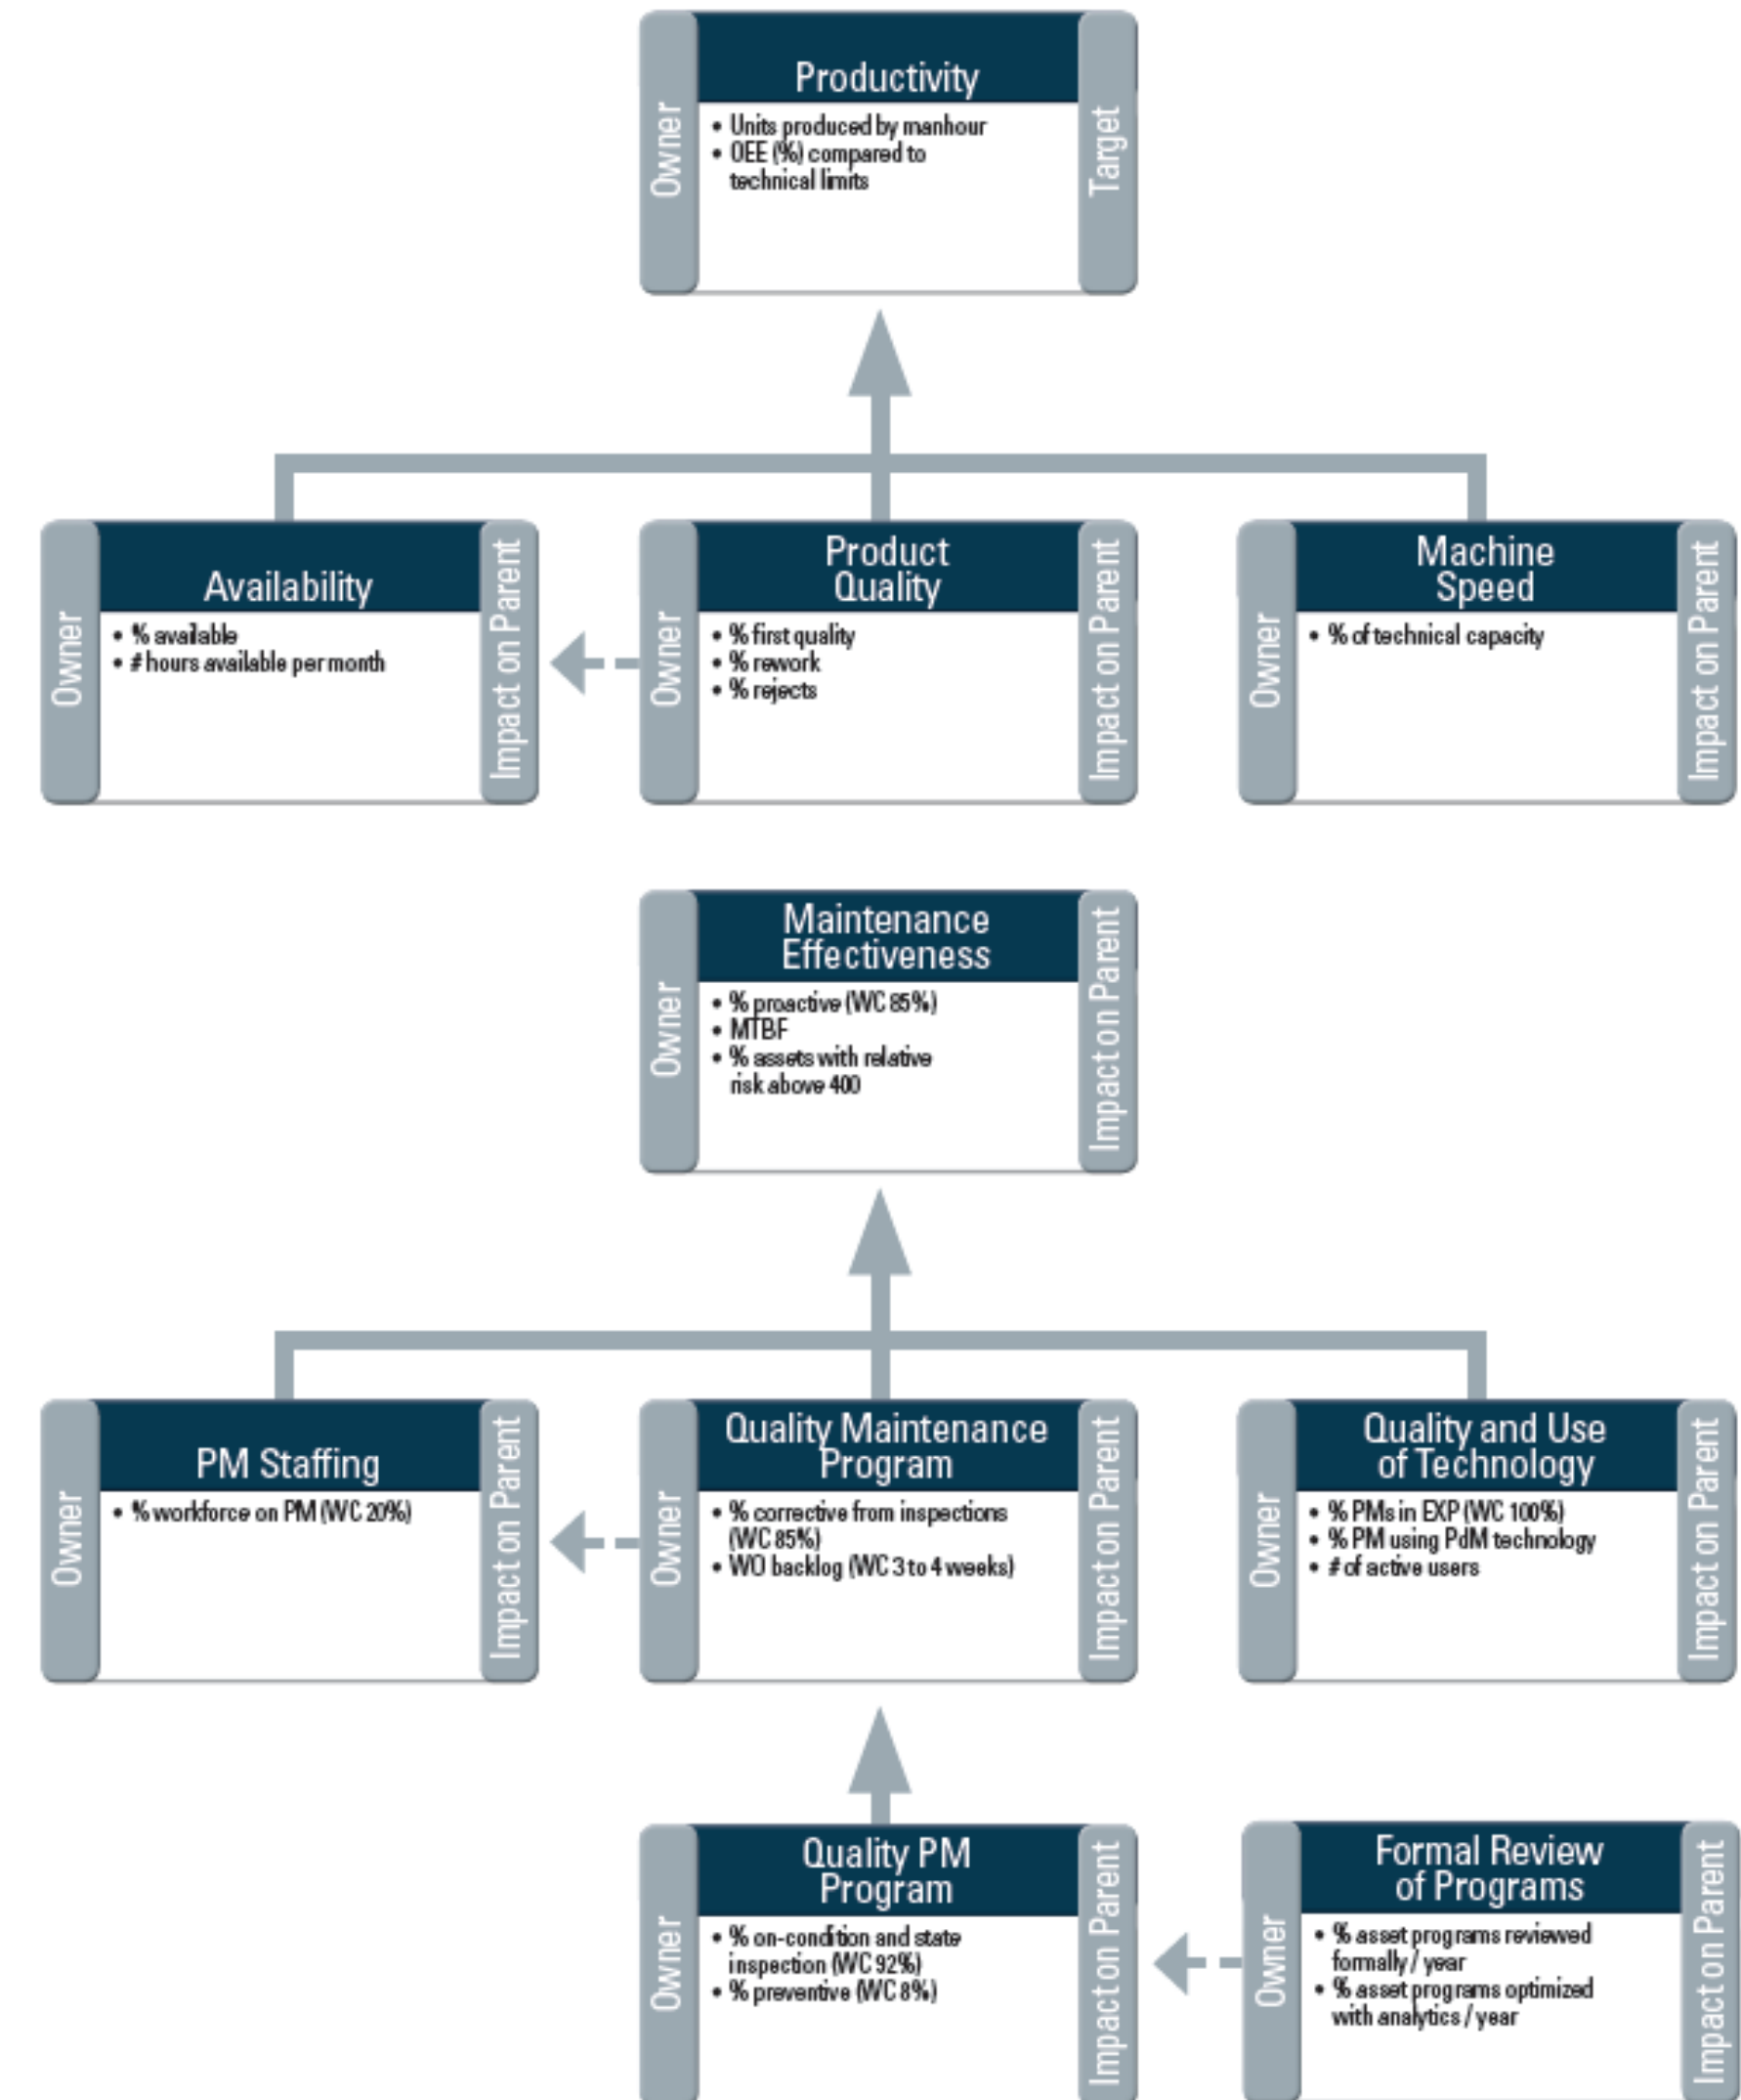 Productivity
Owner
• Units produced by manhour
• OEE (%) compared to
technical limits
Target
Availability
Owner
• % available
• # hours available per month
Impact on Parent
Product
Quality
Owner
• % first quality
• % rework
• % rejects
Impact on Parent
Machine
Speed
Owner
• % of technical capacity
Impact on Parent
Maintenance
Effectiveness
Owner
• % proactive (WC 85%)
• MTBF
• % assets with relative
risk above 400
Impact on Parent
PM Staffing
Owner
• % workforce on PM (WC 20%)
Impact on Parent
Quality Maintenance
Program
Owner
• % corrective from inspections
(WC 85%)
• WO backlog (WC 3 to 4 weeks)
Impact on Parent
Quality and Use
of Technology
Owner
• % PMs in EXP (WC 100%)
• % PM using PdM technology
• # of active users
Impact on Parent
Quality PM
Program
Owner
• % on-condition and state
inspection (WC 92%)
• % preventive (WC 8%)
Impact on Parent
Formal Review
of Programs
Owner
• % asset programs reviewed
formally / year
• % asset programs optimized
with analytics / year
Impact on Parent